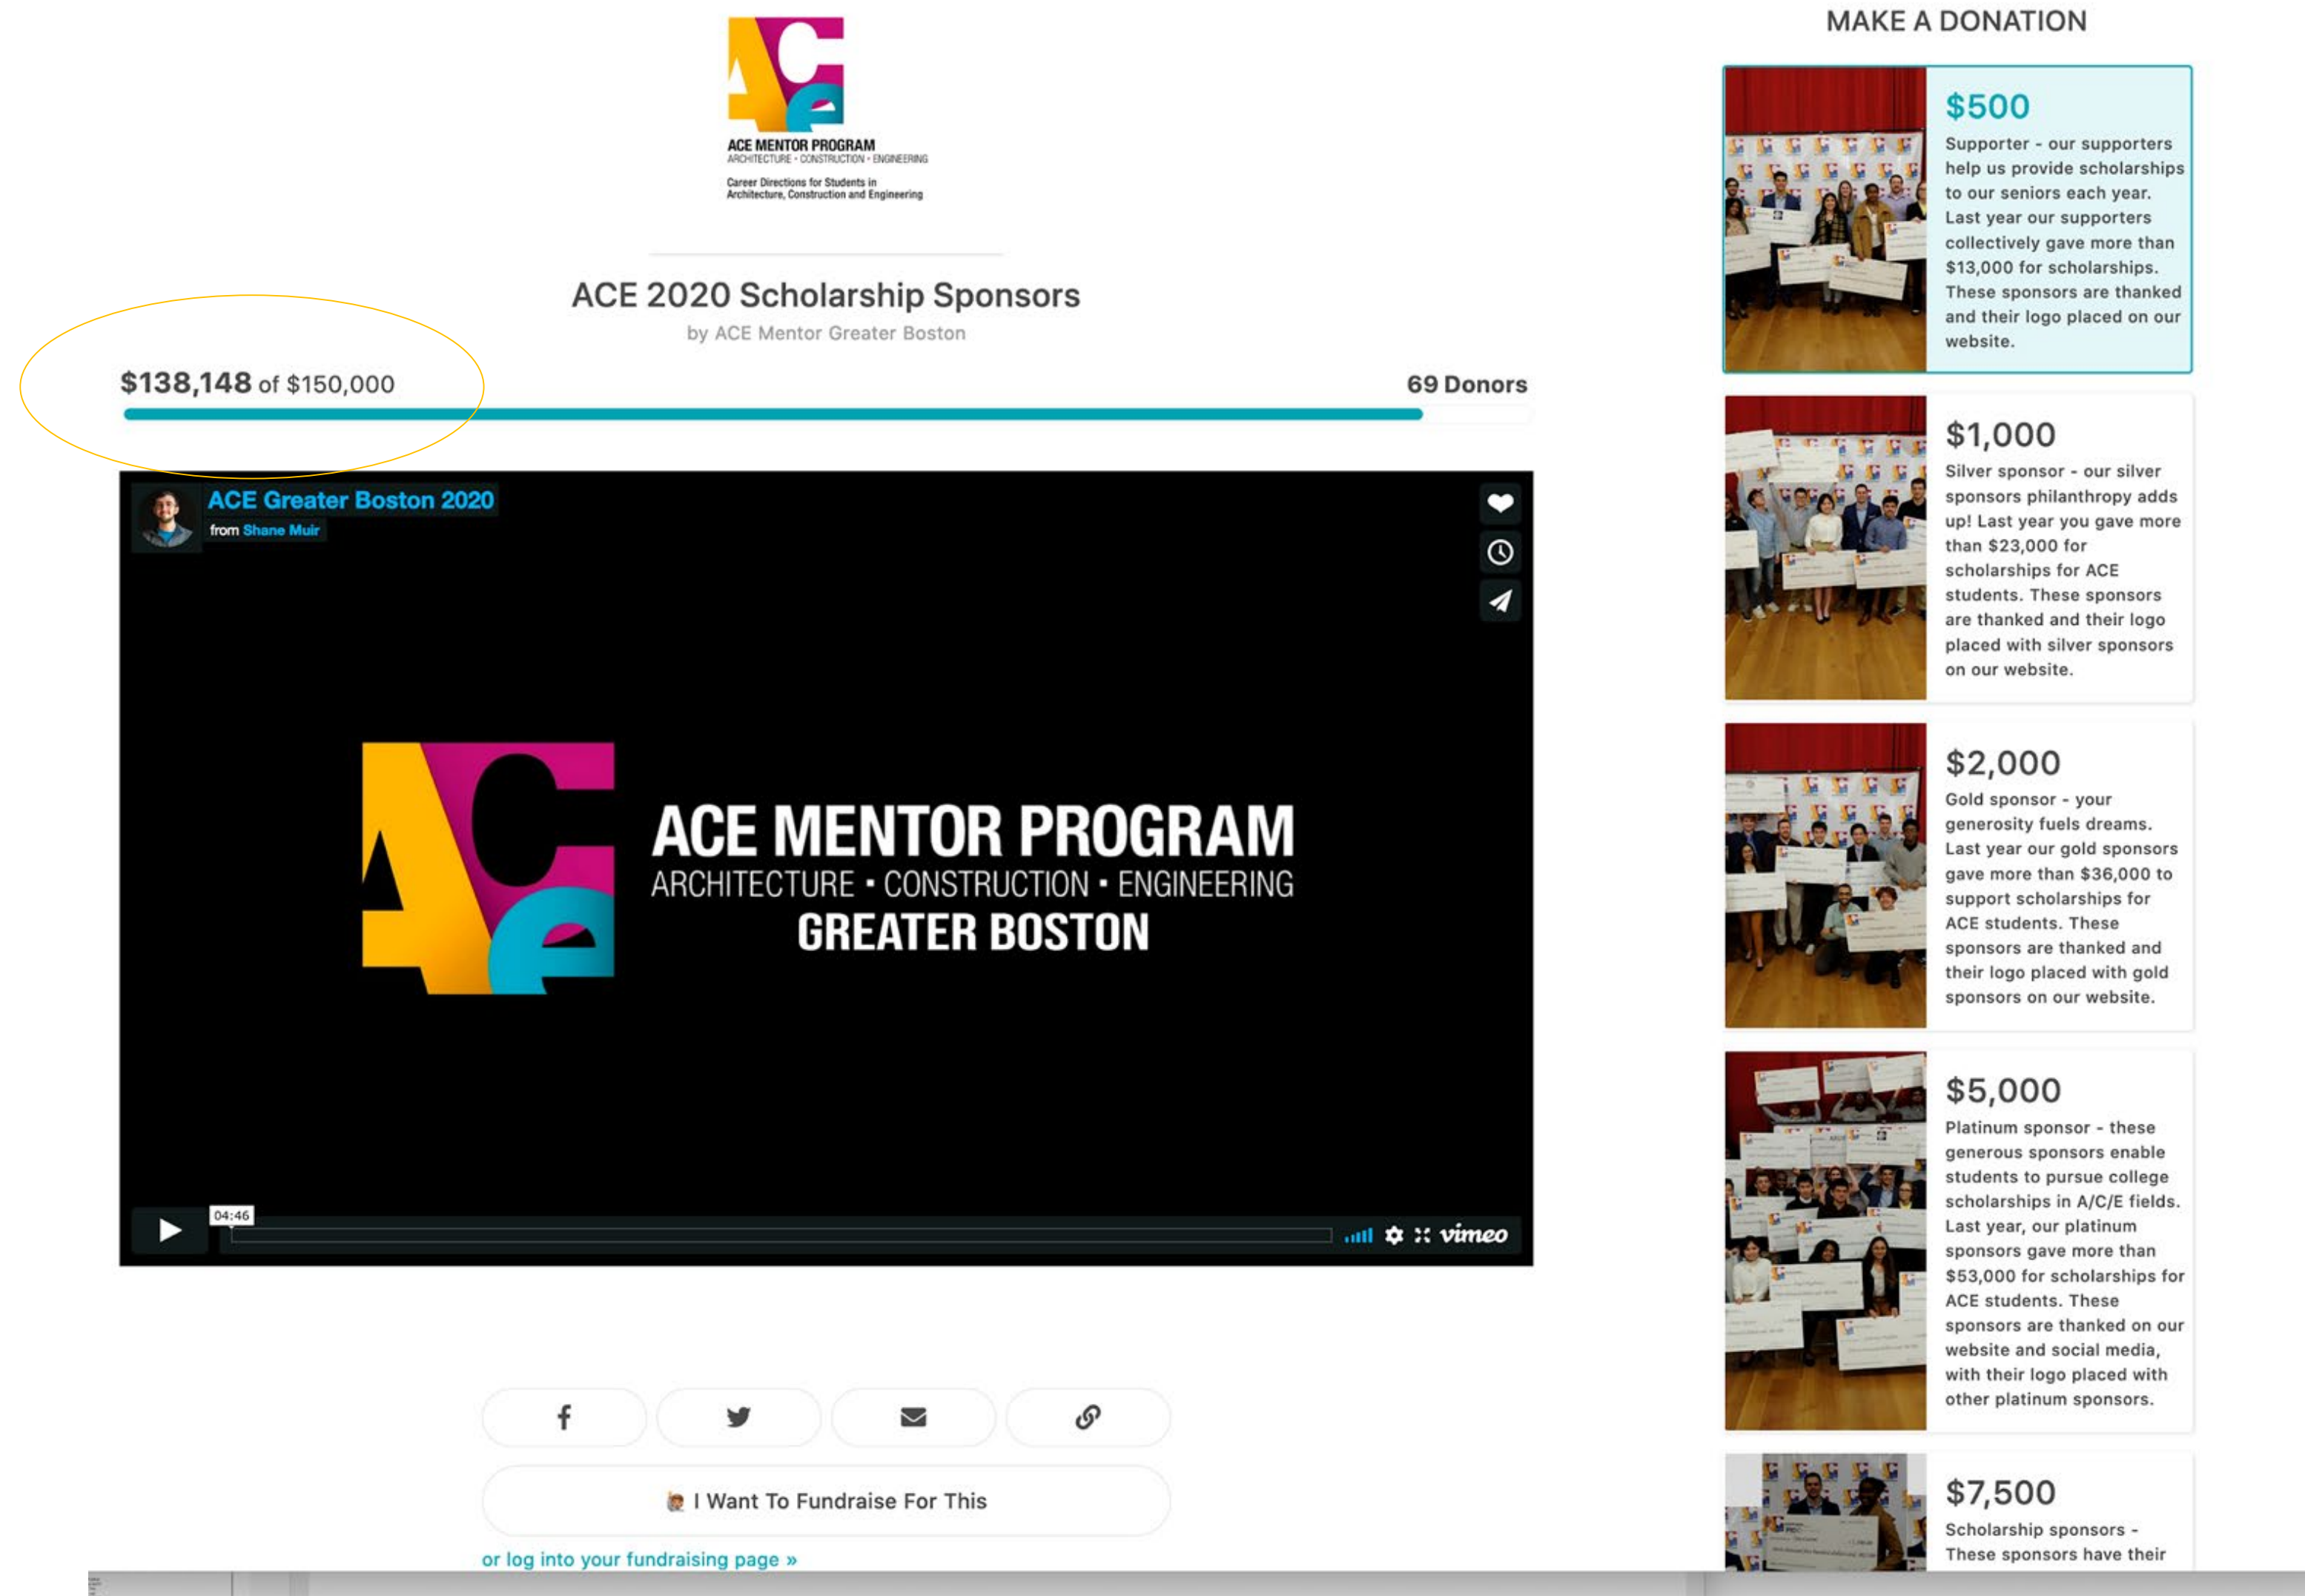 ACE MENTOR PROGRAM
ARCHITECTURE • CONSTRUCTION • ENGINEERING
Career Directions for Students in
Architecture, Construction and Engineering
ACE 2020 Scholarship Sponsors
by ACE Mentor Greater Boston
$138,148 of $150,000
69 Donors
ACE Greater Boston 2020
from Shane Muir
ACE MENTOR PROGRAM
ARCHITECTURE ▪ CONSTRUCTION ▪ ENGINEERING
GREATER BOSTON
04:46
vimeo
I Want To Fundraise For This
or log into your fundraising page »
MAKE A DONATION
$500
Supporter - our supporters
help us provide scholarships
to our seniors each year.
Last year our supporters
collectively gave more than
$13,000 for scholarships.
These sponsors are thanked
and their logo placed on our
website.
$1,000
Silver sponsor - our silver
sponsors philanthropy adds
up! Last year you gave more
than $23,000 for
scholarships for ACE
students. These sponsors
are thanked and their logo
placed with silver sponsors
on our website.
$2,000
Gold sponsor - your
generosity fuels dreams.
Last year our gold sponsors
gave more than $36,000 to
support scholarships for
ACE students. These
sponsors are thanked and
their logo placed with gold
sponsors on our website.
$5,000
Platinum sponsor - these
generous sponsors enable
students to pursue college
scholarships in A/C/E fields.
Last year, our platinum
sponsors gave more than
$53,000 for scholarships for
ACE students. These
sponsors are thanked on our
website and social media,
with their logo placed with
other platinum sponsors.
$7,500
Scholarship sponsors -
These sponsors have their